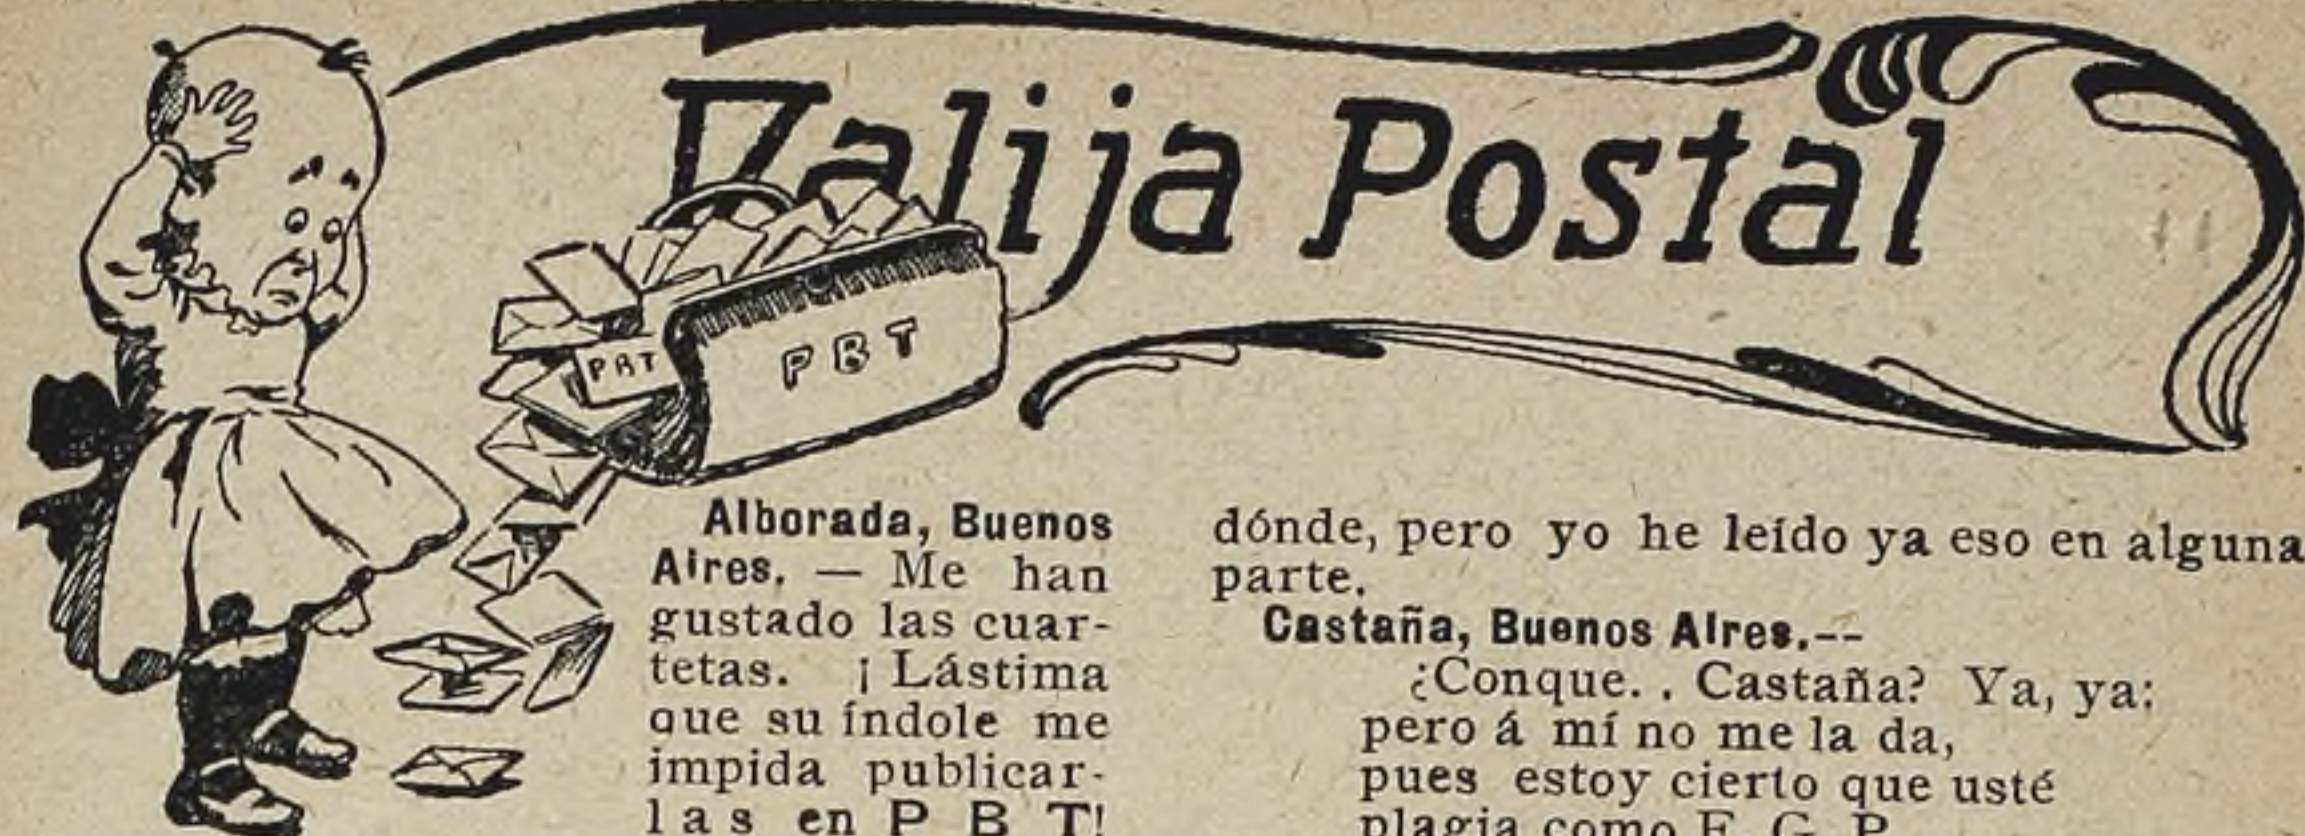 Valija Postal
PBT
PBT
Alborada, Buenos
Aires. — Me han
gustado las cuar-
tetas. ¡Lástima
que su índole me
impida publicar-
las en P B T!
dónde, pero yo he leído ya eso en alguna
parte.
Castaña, Buenos Aires.--
¿Conque.. Castaña? Ya, ya:
pero á mí no me la da,
pues estoy cierto que usté
plagia como F. G. P.